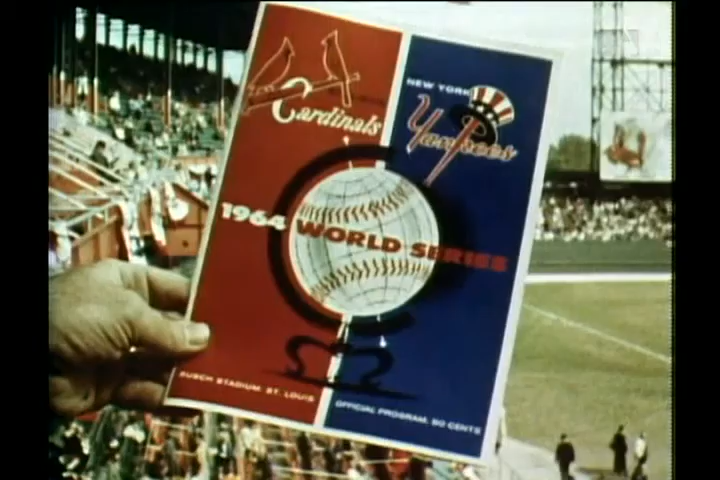 Cardinals
NEW YORK
Yankees
1964 WORLD SERIES
BUSCH STADIUM, ST. LOUIS
OFFICIAL PROGRAM, 50 CENTS